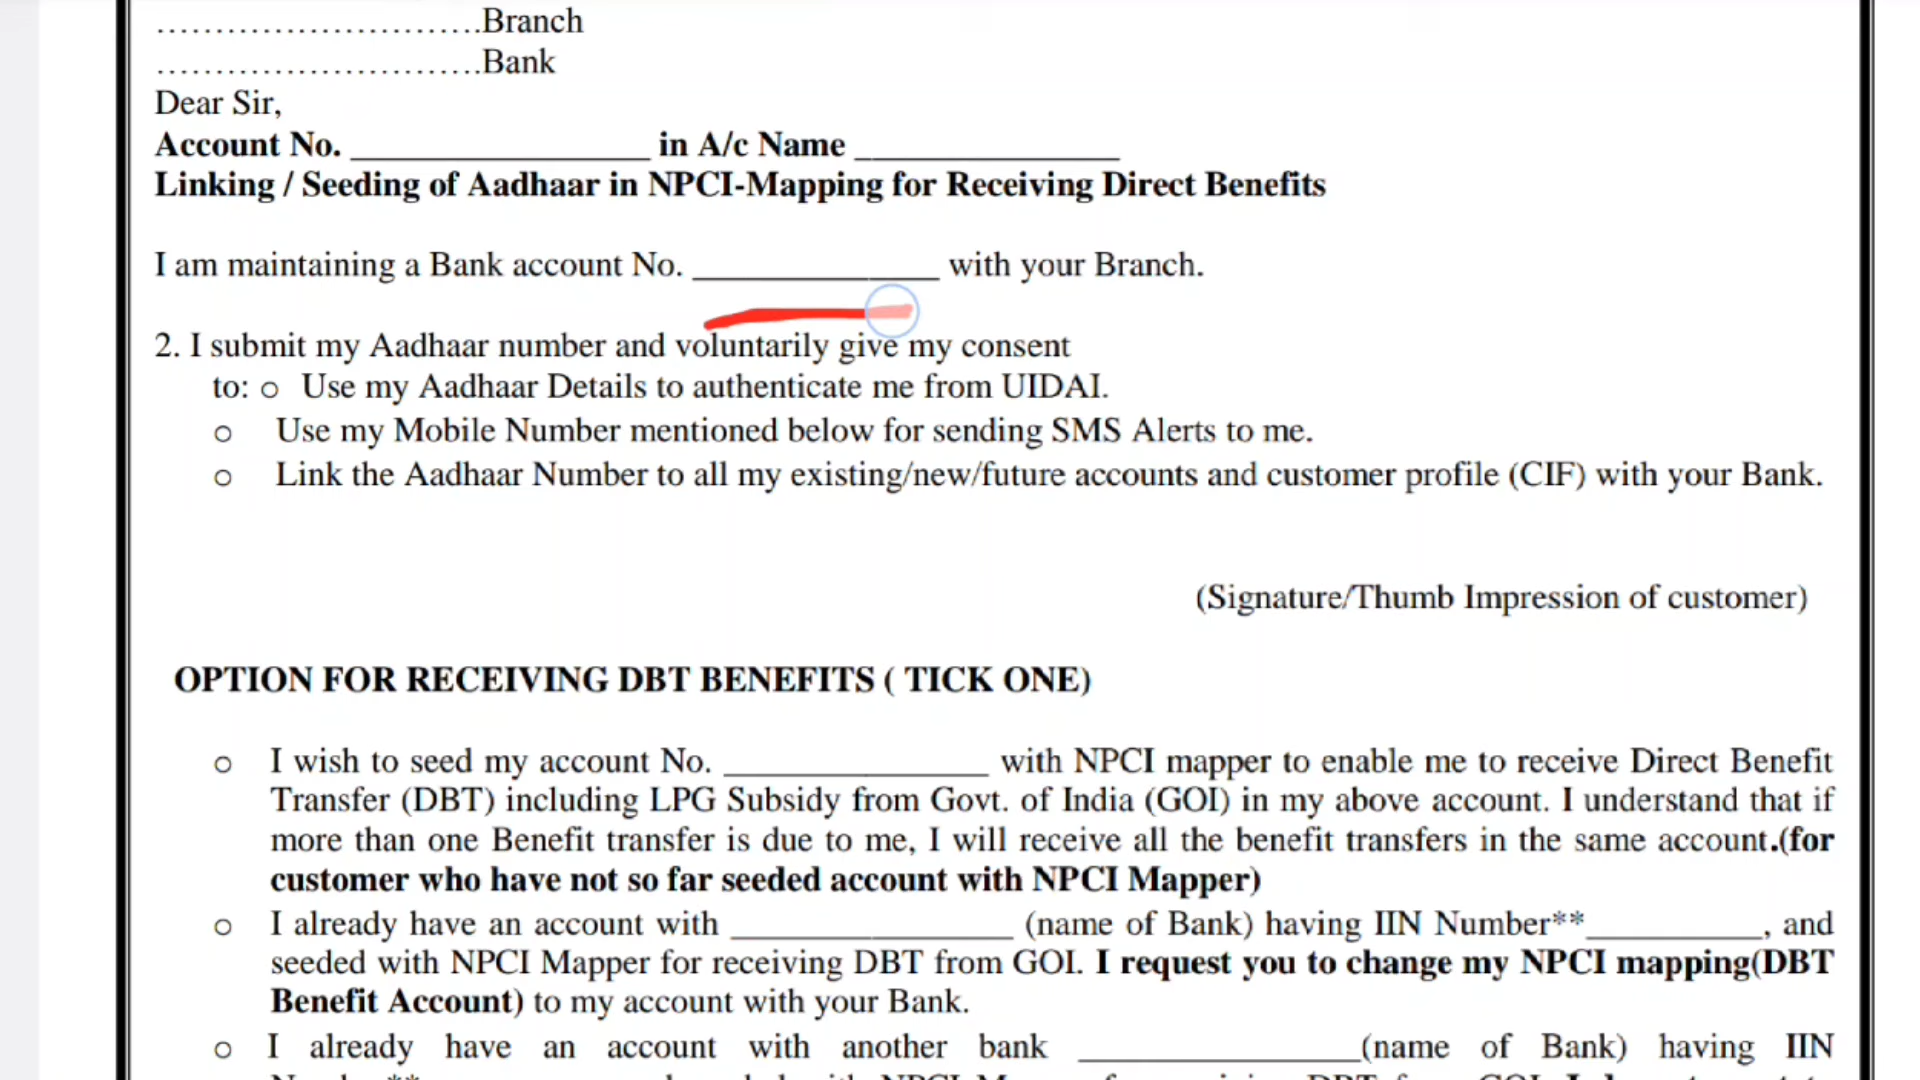 ............................Branch
............................Bank
Dear Sir,
Account No. _________________ in A/c Name _______________
Linking / Seeding of Aadhaar in NPCI-Mapping for Receiving Direct Benefits
I am maintaining a Bank account No. ______________ with your Branch.
2. I submit my Aadhaar number and voluntarily give my consent
to: o Use my Aadhaar Details to authenticate me from UIDAI.
o Use my Mobile Number mentioned below for sending SMS Alerts to me.
o Link the Aadhaar Number to all my existing/new/future accounts and customer profile (CIF) with your Bank.
(Signature/Thumb Impression of customer)
OPTION FOR RECEIVING DBT BENEFITS ( TICK ONE)
o I wish to seed my account No. _______________ with NPCI mapper to enable me to receive Direct Benefit
Transfer (DBT) including LPG Subsidy from Govt. of India (GOI) in my above account. I understand that if
more than one Benefit transfer is due to me, I will receive all the benefit transfers in the same account.(for
customer who have not so far seeded account with NPCI Mapper)
o I already have an account with ________________ (name of Bank) having IIN Number**__________, and
seeded with NPCI Mapper for receiving DBT from GOI. I request you to change my NPCI mapping(DBT
Benefit Account) to my account with your Bank.
o I already have an account with another bank ________________(name of Bank) having IIN